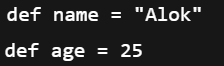 def name = "Alok"
def age = 25